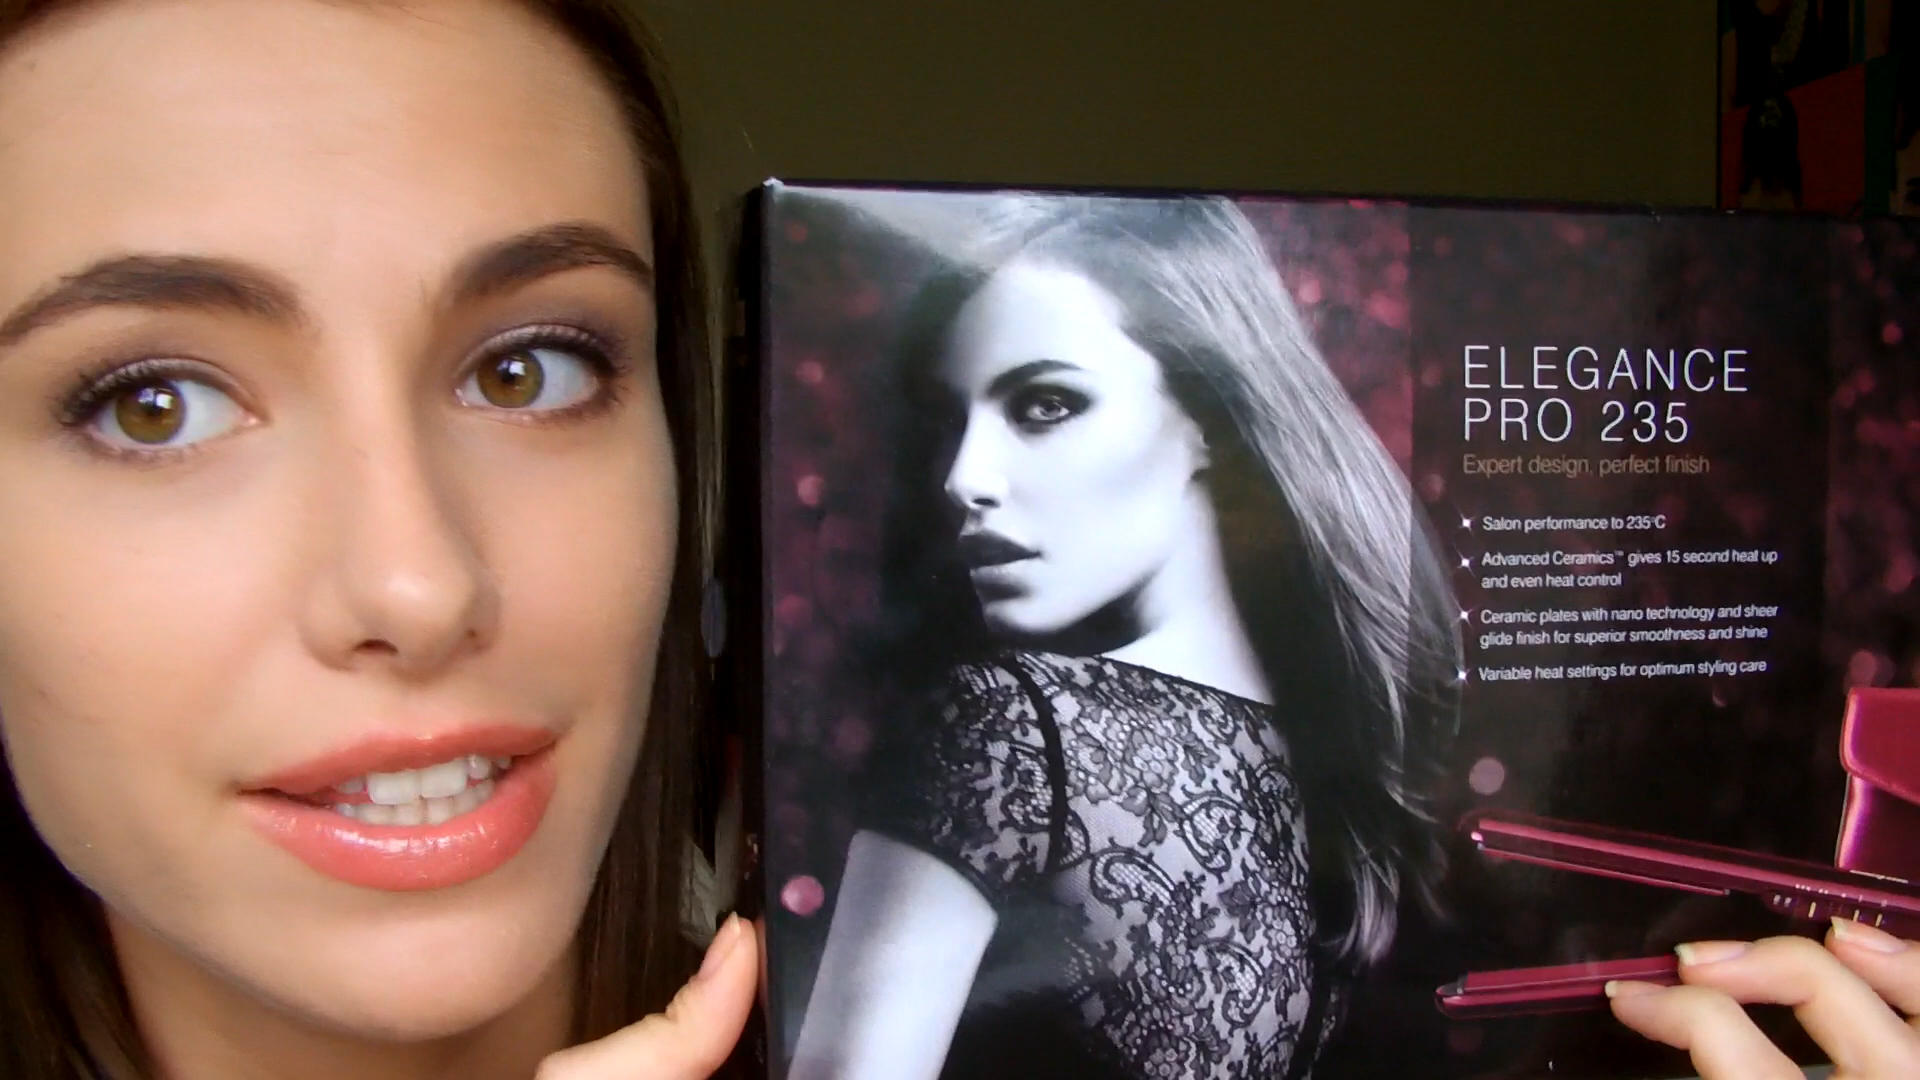 ELEGANCE
PRO 235
Expert design, perfect finish
Salon performance to 235°C
Advanced Ceramics™ gives 15 second heat up
and even heat control
Ceramic plates with nano technology and sheer
glide finish for superior smoothness and shine
Variable heat settings for optimum styling care